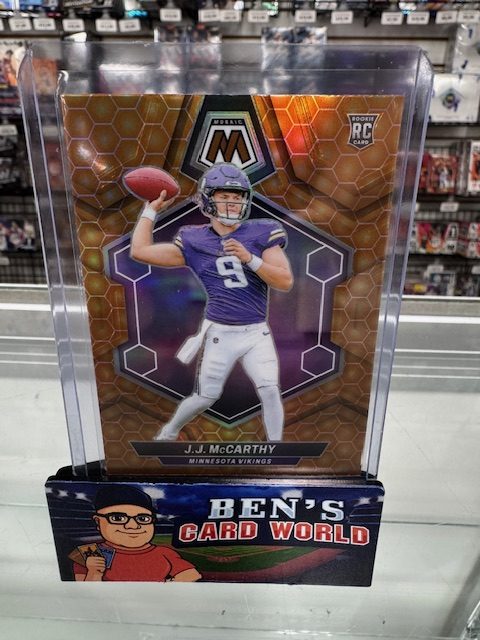 MOSAIC
M
ROOKIE
RC
CARD
9
J.J. McCARTHY
MINNESOTA VIKINGS
BEN'S
CARD WORLD